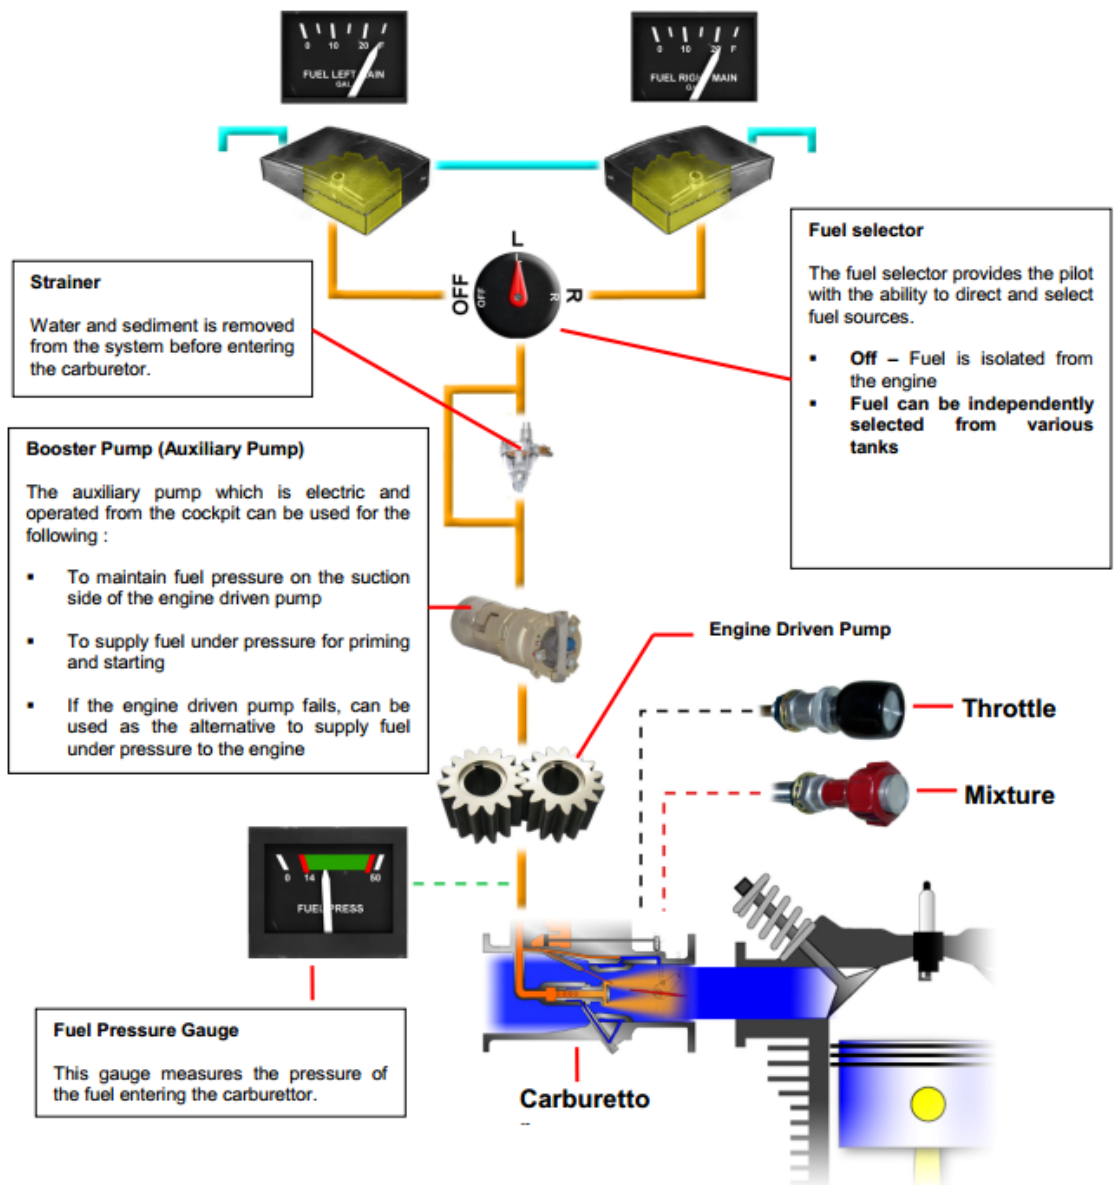 0 10 20 F
FUEL LEFT MAIN
GAL
0 10 20 F
FUEL RIGHT MAIN
L
L
OFF
OFF
R
R
Fuel selector
The fuel selector provides the pilot
with the ability to direct and select
fuel sources.
▪ Off – Fuel is isolated from
the engine
▪ Fuel can be independently
selected from various
tanks
Strainer
Water and sediment is removed
from the system before entering
the carburetor.
Booster Pump (Auxiliary Pump)
The auxiliary pump which is electric and
operated from the cockpit can be used for the
following :
▪ To maintain fuel pressure on the suction
side of the engine driven pump
▪ To supply fuel under pressure for priming
and starting
▪ If the engine driven pump fails, can be
used as the alternative to supply fuel
under pressure to the engine
Engine Driven Pump
Throttle
Mixture
0 14 50
FUEL PRESS
Fuel Pressure Gauge
This gauge measures the pressure of
the fuel entering the carburettor.
Carburetto